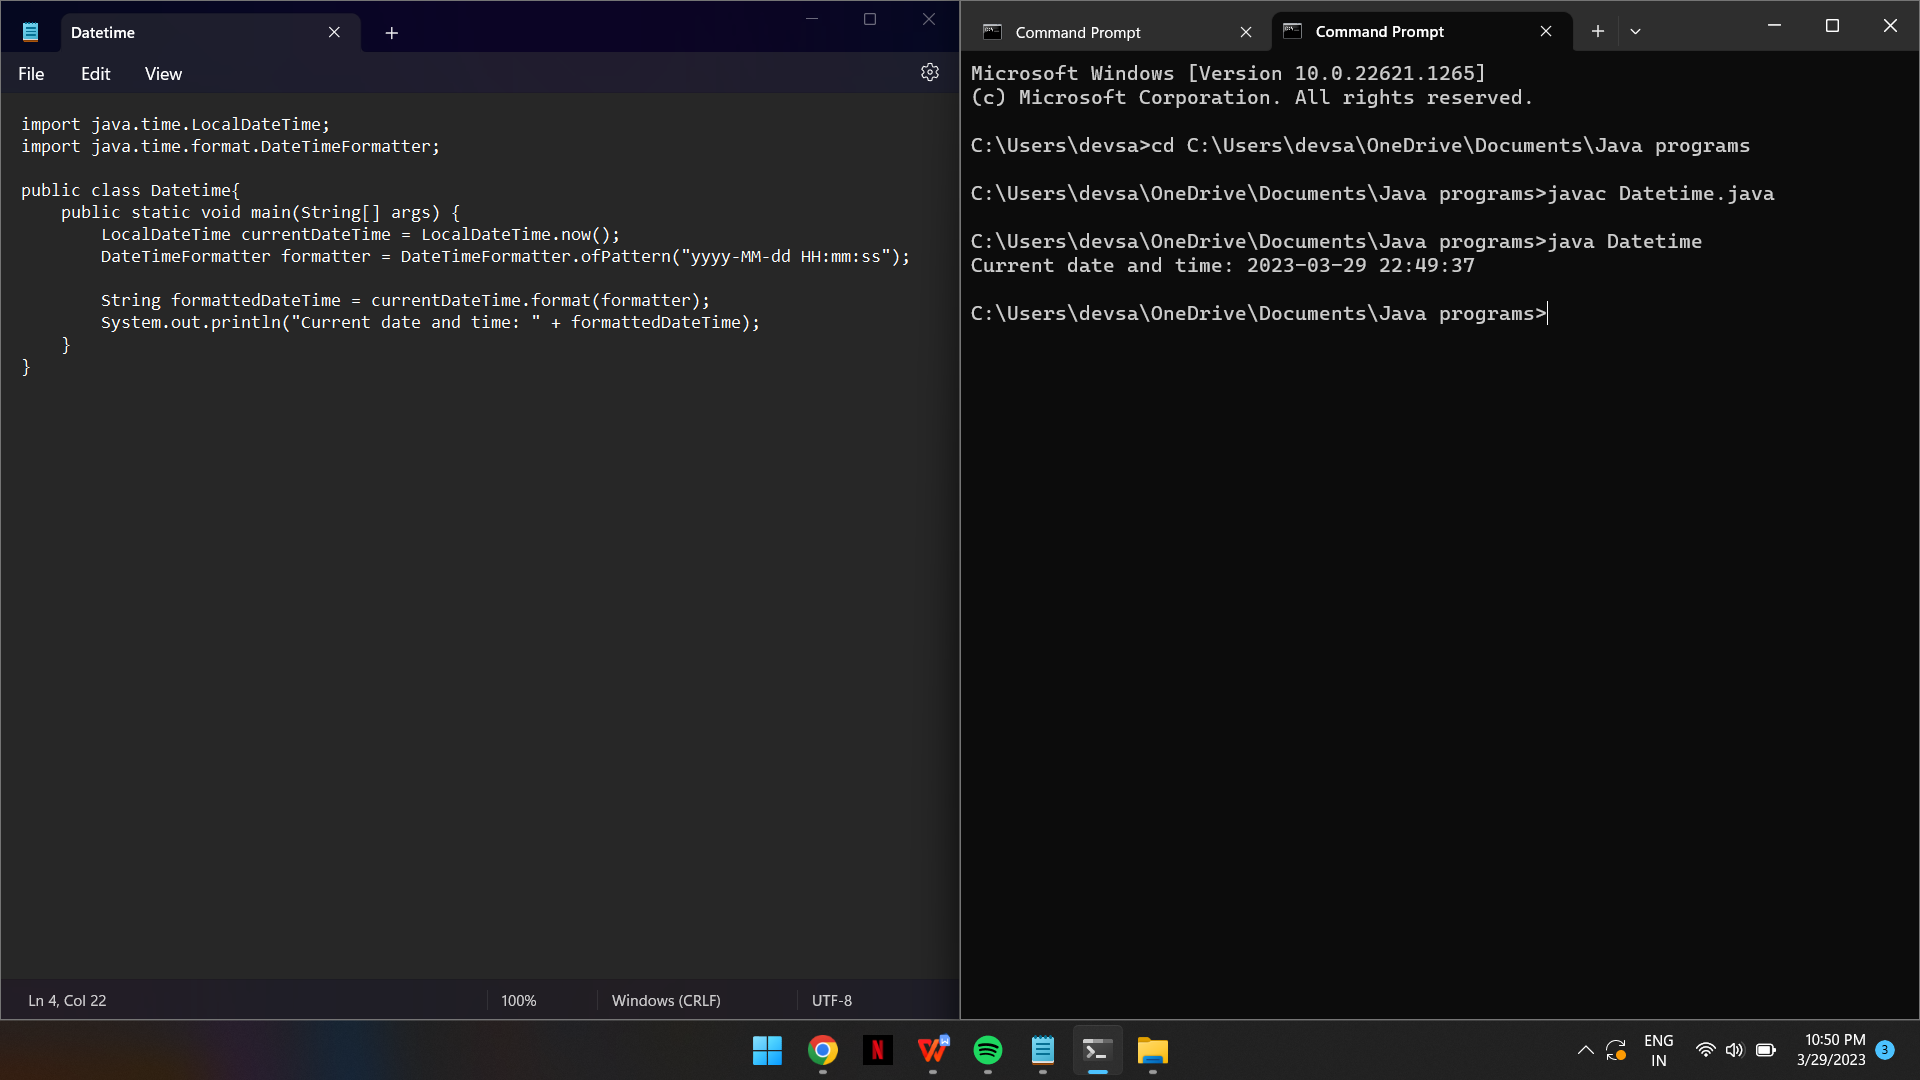 Datetime
File Edit View
import java.time.LocalDateTime;
import java.time.format.DateTimeFormatter;
public class Datetime{
    public static void main(String[] args) {
        LocalDateTime currentDateTime = LocalDateTime.now();
        DateTimeFormatter formatter = DateTimeFormatter.ofPattern("yyyy-MM-dd HH:mm:ss");
        String formattedDateTime = currentDateTime.format(formatter);
        System.out.println("Current date and time: " + formattedDateTime);
    }
}
Ln 4, Col 22 100% Windows (CRLF) UTF-8
Command Prompt Command Prompt
Microsoft Windows [Version 10.0.22621.1265]
(c) Microsoft Corporation. All rights reserved.
C:\Users\devsa>cd C:\Users\devsa\OneDrive\Documents\Java programs
C:\Users\devsa\OneDrive\Documents\Java programs>javac Datetime.java
C:\Users\devsa\OneDrive\Documents\Java programs>java Datetime
Current date and time: 2023-03-29 22:49:37
C:\Users\devsa\OneDrive\Documents\Java programs>
N W
ENG
IN
10:50 PM
3/29/2023
3